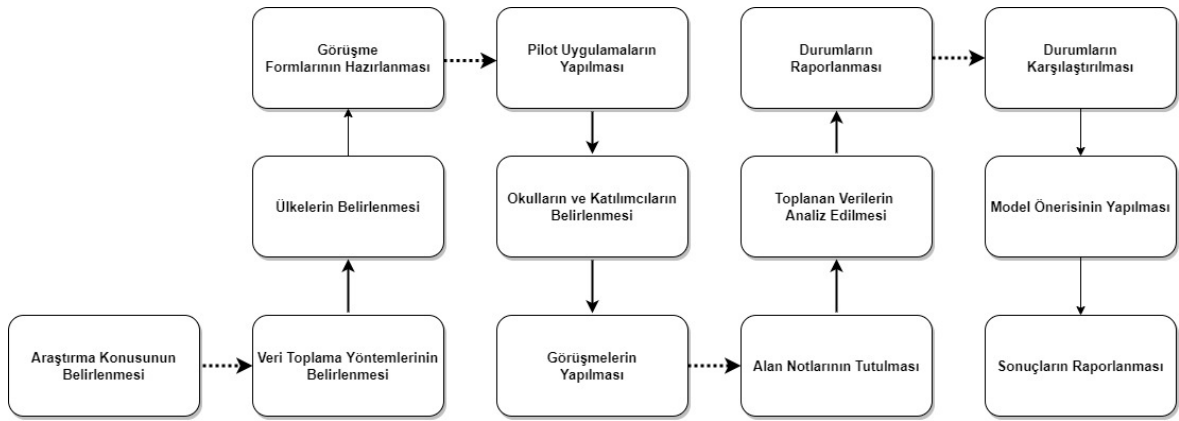 Görüşme
Formlarının Hazırlanması
Pilot Uygulamaların
Yapılması
Durumların
Raporlanması
Durumların
Karşılaştırılması
Ülkelerin Belirlenmesi
Okulların ve Katılımcıların
Belirlenmesi
Toplanan Verilerin
Analiz Edilmesi
Model Önerisinin Yapılması
Araştırma Konusunun
Belirlenmesi
Veri Toplama Yöntemlerinin
Belirlenmesi
Görüşmelerin
Yapılması
Alan Notlarının Tutulması
Sonuçların Raporlanması